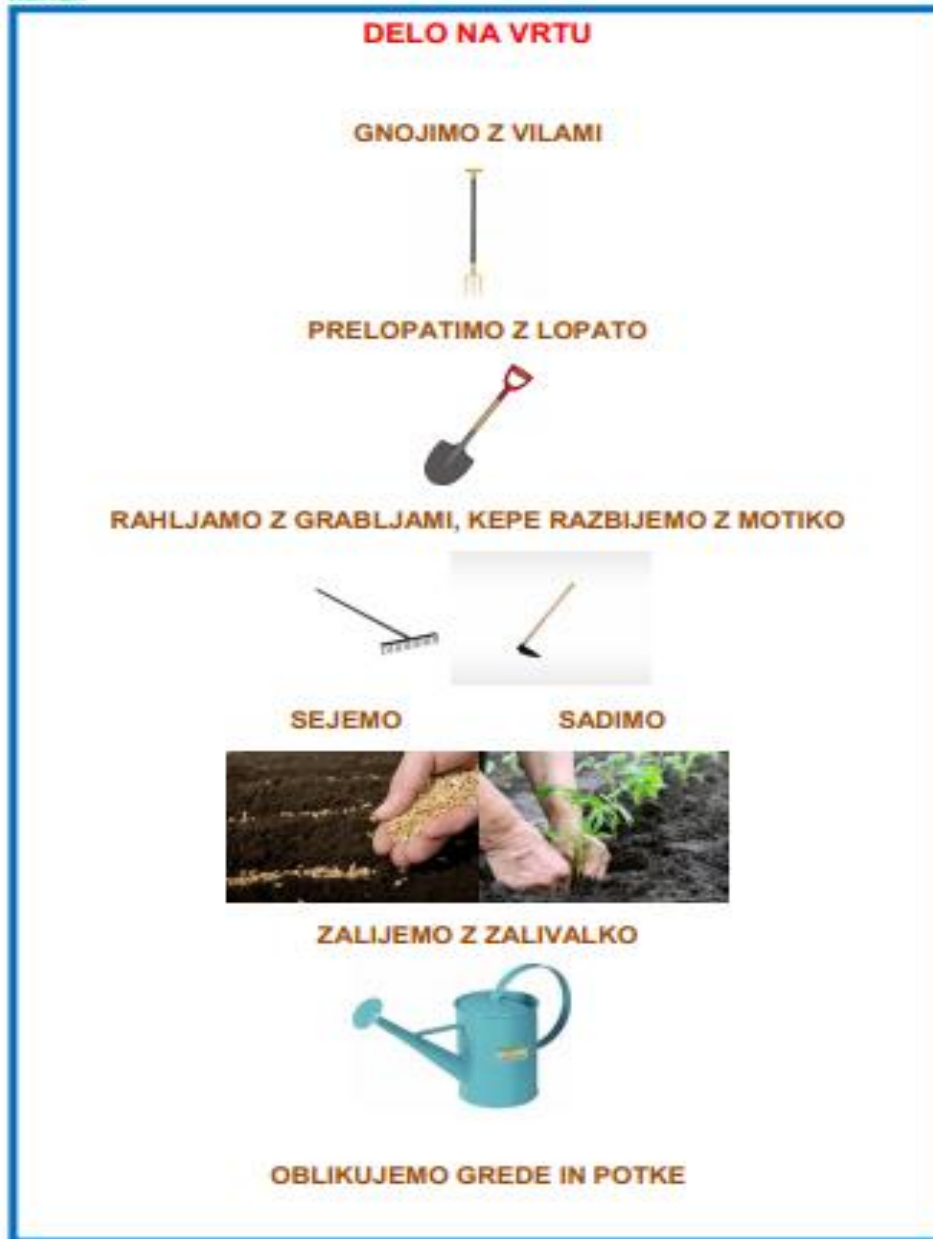 DELO NA VRTU
GNOJIMO Z VILAMI
PRELOPATIMO Z LOPATO
RAHLJAMO Z GRABLJAMI, KEPE RAZBIJEMO Z MOTIKO
SEJEMO SADIMO
ZALIJEMO Z ZALIVALKO
OBLIKUJEMO GREDE IN POTKE